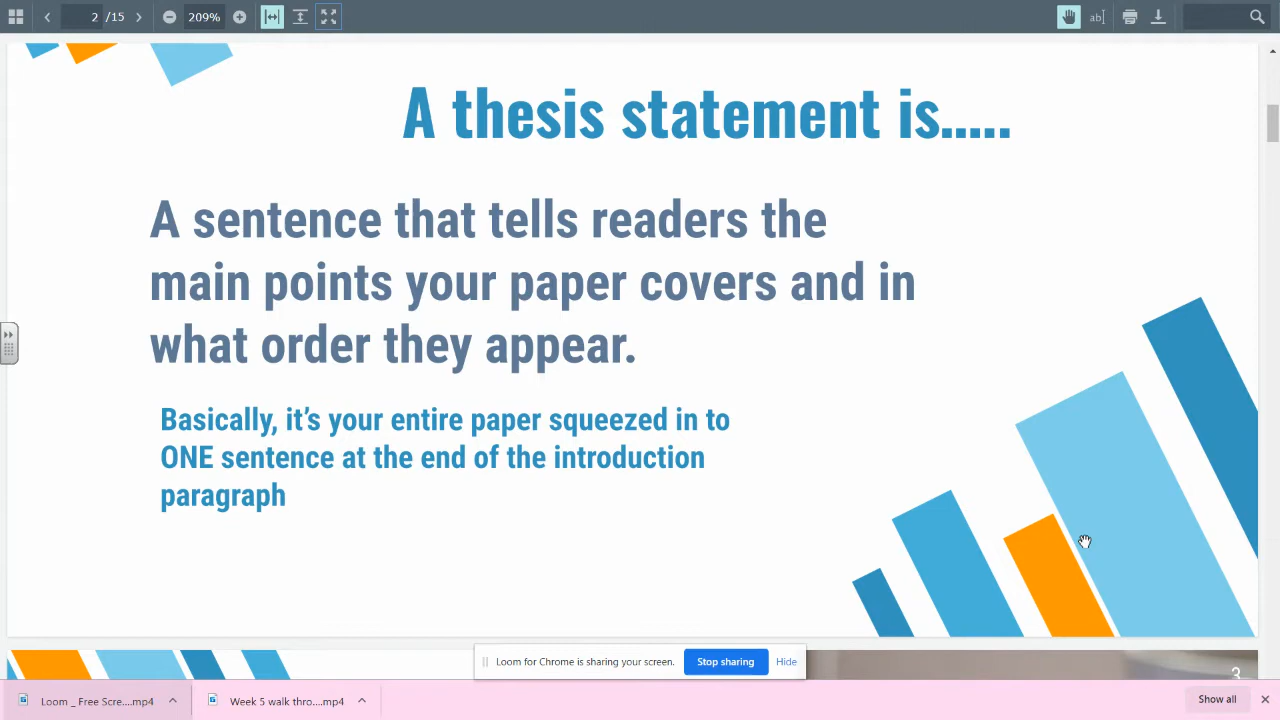 2 /15
209%
ab
A thesis statement is.....
A sentence that tells readers the
main points your paper covers and in
what order they appear.
Basically, it's your entire paper squeezed in to
ONE sentence at the end of the introduction
paragraph
3
Loom for Chrome is sharing your screen.
Stop sharing
Hide
Loom _ Free Scre....mp4
Week 5 walk thro....mp4
Show all